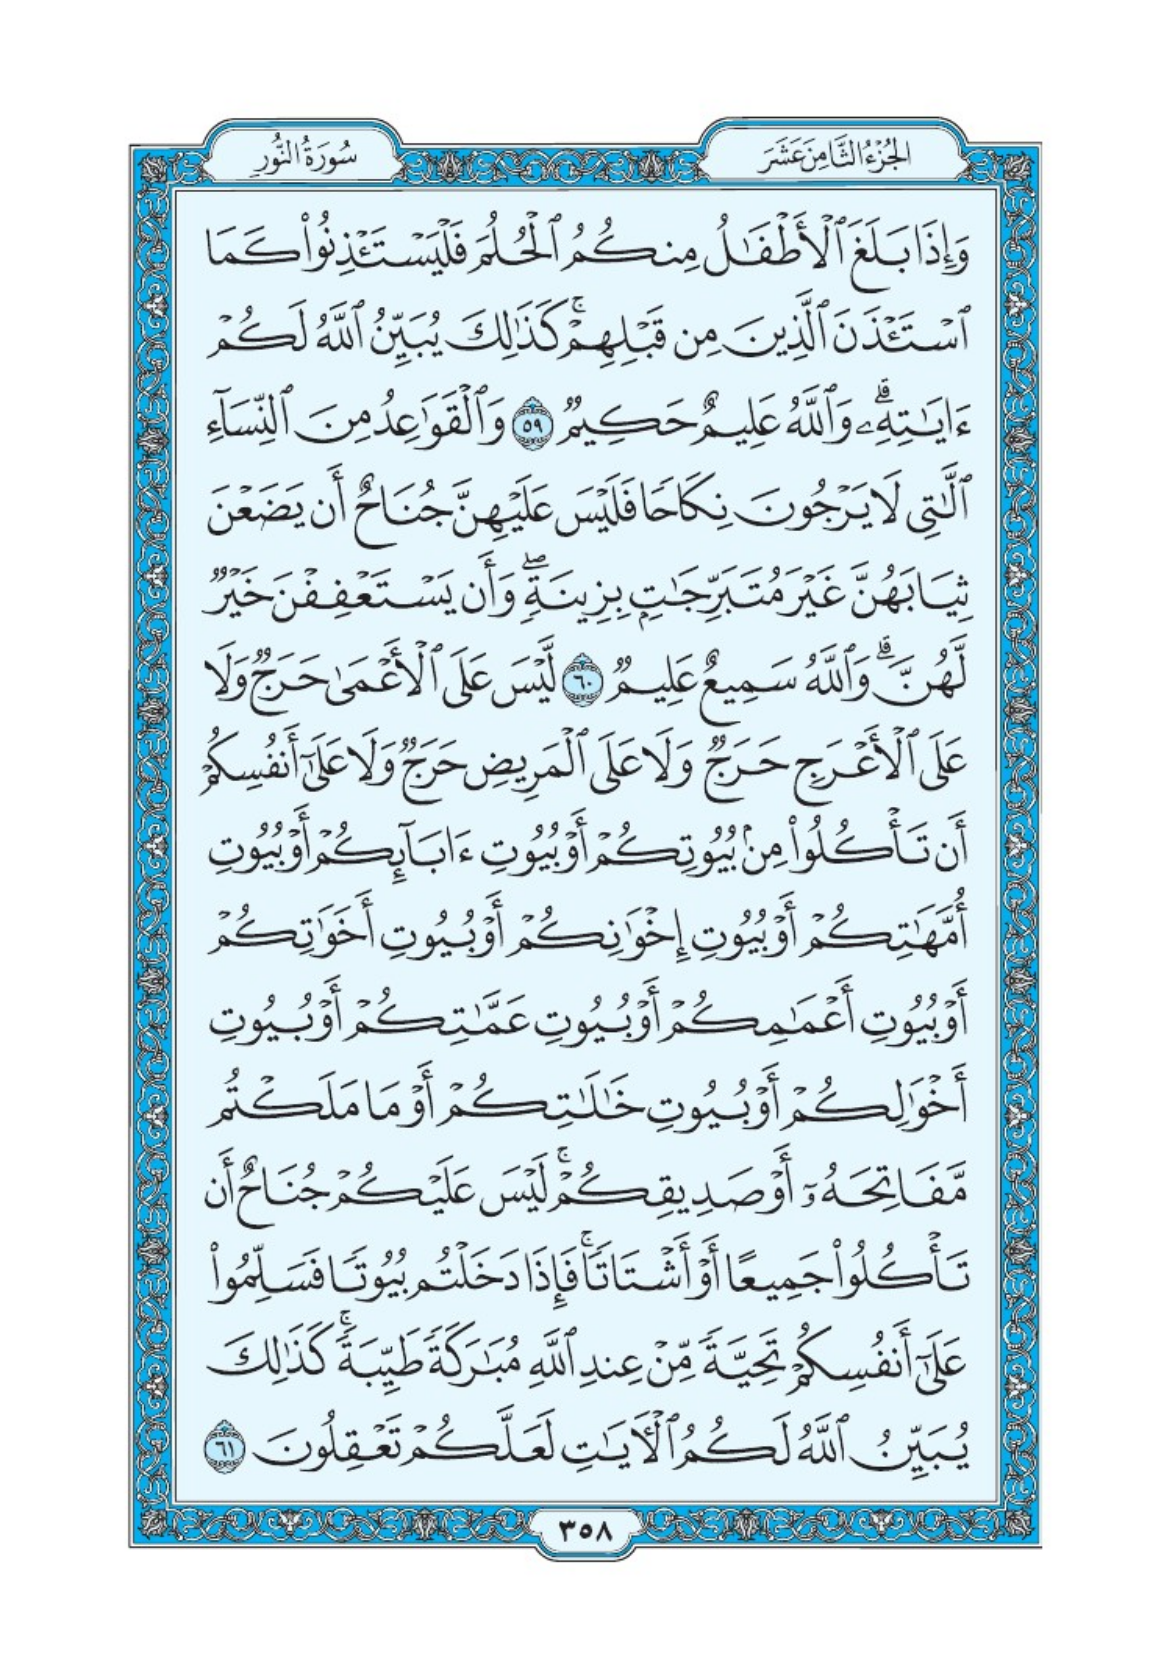 الجُزْءُ الثَّامِنَ عَشَرَ
سُورَةُ النُّورِ
وَإِذَا بَلَغَ ٱلْأَطْفَٰلُ مِنكُمُ ٱلْحُلُمَ فَلْيَسْتَـْٔذِنُوا۟ كَمَا
ٱسْتَـْٔذَنَ ٱلَّذِينَ مِن قَبْلِهِمْ ۚ كَذَٰلِكَ يُبَيِّنُ ٱللَّهُ لَكُمْ
ءَايَٰتِهِۦ ۗ وَٱللَّهُ عَلِيمٌ حَكِيمٌ ٥٩ وَٱلْقَوَٰعِدُ مِنَ ٱلنِّسَآءِ
ٱلَّٰتِى لَا يَرْجُونَ نِكَاحًا فَلَيْسَ عَلَيْهِنَّ جُنَاحٌ أَن يَضَعْنَ
ثِيَابَهُنَّ غَيْرَ مُتَبَرِّجَٰتٍۭ بِزِينَةٍ ۖ وَأَن يَسْتَعْفِفْنَ خَيْرٌ
لَّهُنَّ ۗ وَٱللَّهُ سَمِيعٌ عَلِيمٌ ٦٠ لَّيْسَ عَلَى ٱلْأَعْمَىٰ حَرَجٌ وَلَا
عَلَى ٱلْأَعْرَجِ حَرَجٌ وَلَا عَلَى ٱلْمَرِيضِ حَرَجٌ وَلَا عَلَىٰٓ أَنفُسِكُمْ
أَن تَأْكُلُوا۟ مِنۢ بُيُوتِكُمْ أَوْ بُيُوتِ ءَابَآئِكُمْ أَوْ بُيُوتِ
أُمَّهَٰتِكُمْ أَوْ بُيُوتِ إِخْوَٰنِكُمْ أَوْ بُيُوتِ أَخَوَٰتِكُمْ
أَوْ بُيُوتِ أَعْمَٰمِكُمْ أَوْ بُيُوتِ عَمَّٰتِكُمْ أَوْ بُيُوتِ
أَخْوَٰلِكُمْ أَوْ بُيُوتِ خَٰلَٰتِكُمْ أَوْ مَا مَلَكْتُم
مَّفَاتِحَهُۥٓ أَوْ صَدِيقِكُمْ ۚ لَيْسَ عَلَيْكُمْ جُنَاحٌ أَن
تَأْكُلُوا۟ جَمِيعًا أَوْ أَشْتَاتًا ۚ فَإِذَا دَخَلْتُم بُيُوتًا فَسَلِّمُوا۟
عَلَىٰٓ أَنفُسِكُمْ تَحِيَّةً مِّنْ عِندِ ٱللَّهِ مُبَٰرَكَةً طَيِّبَةً ۚ كَذَٰلِكَ
يُبَيِّنُ ٱللَّهُ لَكُمُ ٱلْـَٔايَٰتِ لَعَلَّكُمْ تَعْقِلُونَ ٦١
٣٥٨